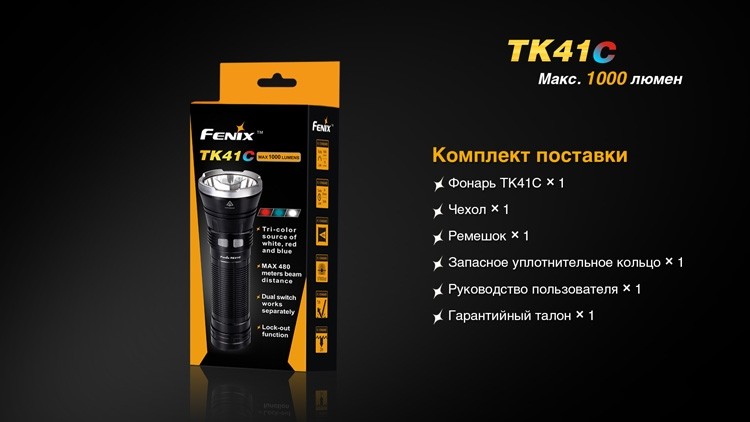 TK41C
Макс. 1000 люмен
FENIX™
FENIX
TK41C MAX 1000 LUMENS
Tri-color
source of
white, red
and blue
MAX 480
meters beam
distance
Dual switch
works
separately
Lock-out
function
Комплект поставки
Фонарь TK41C × 1
Чехол × 1
Ремешок × 1
Запасное уплотнительное кольцо × 1
Руководство пользователя × 1
Гарантийный талон × 1